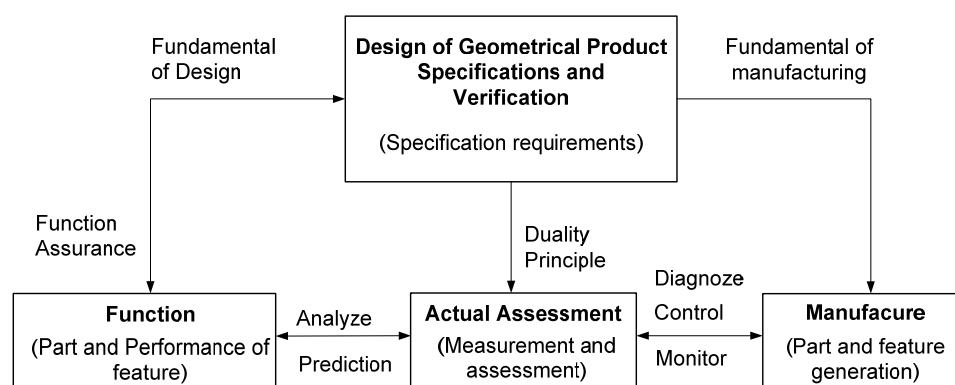 Fundamental
of Design
Design of Geometrical Product
Specifications and
Verification
(Specification requirements)
Fundamental of
manufacturing
Function
Assurance
Duality
Principle
Diagnoze
Control
Monitor
Function
(Part and Performance of
feature)
Analyze
Prediction
Actual Assessment
(Measurement and
assessment)
Manufacure
(Part and feature
generation)